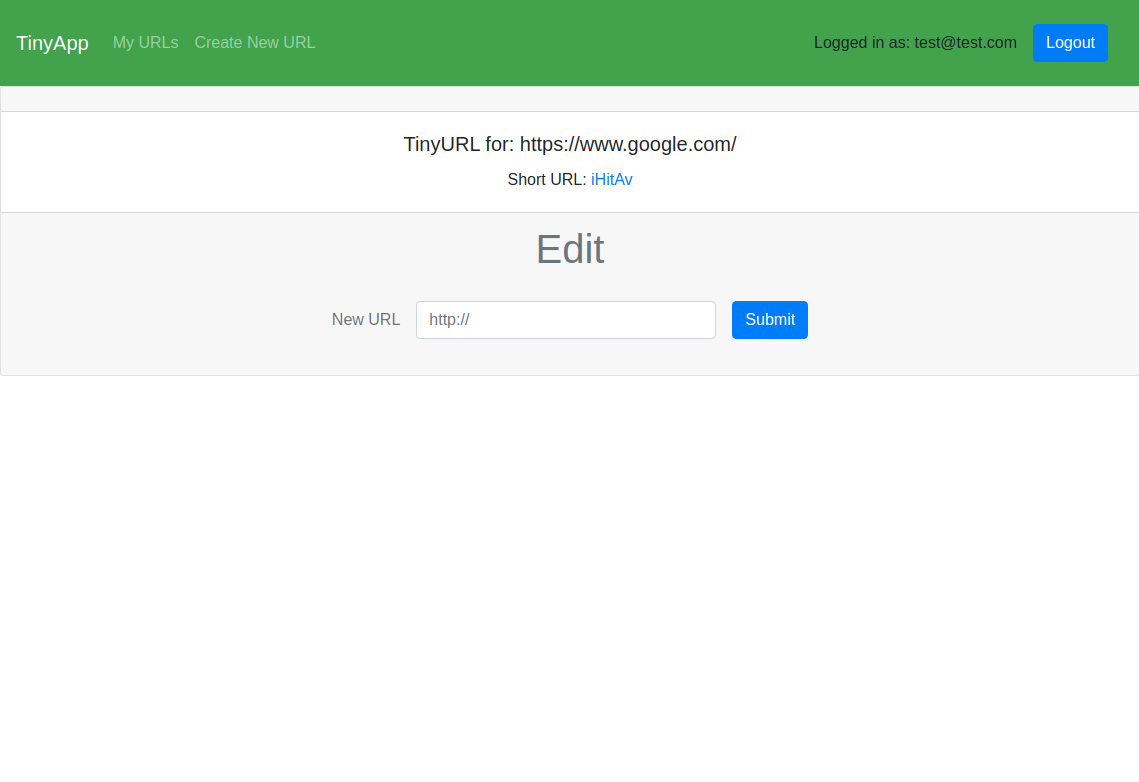 TinyApp My URLs Create New URL Logged in as: test@test.com Logout
TinyURL for: https://www.google.com/
Short URL: iHitAv
Edit
New URL http:// Submit